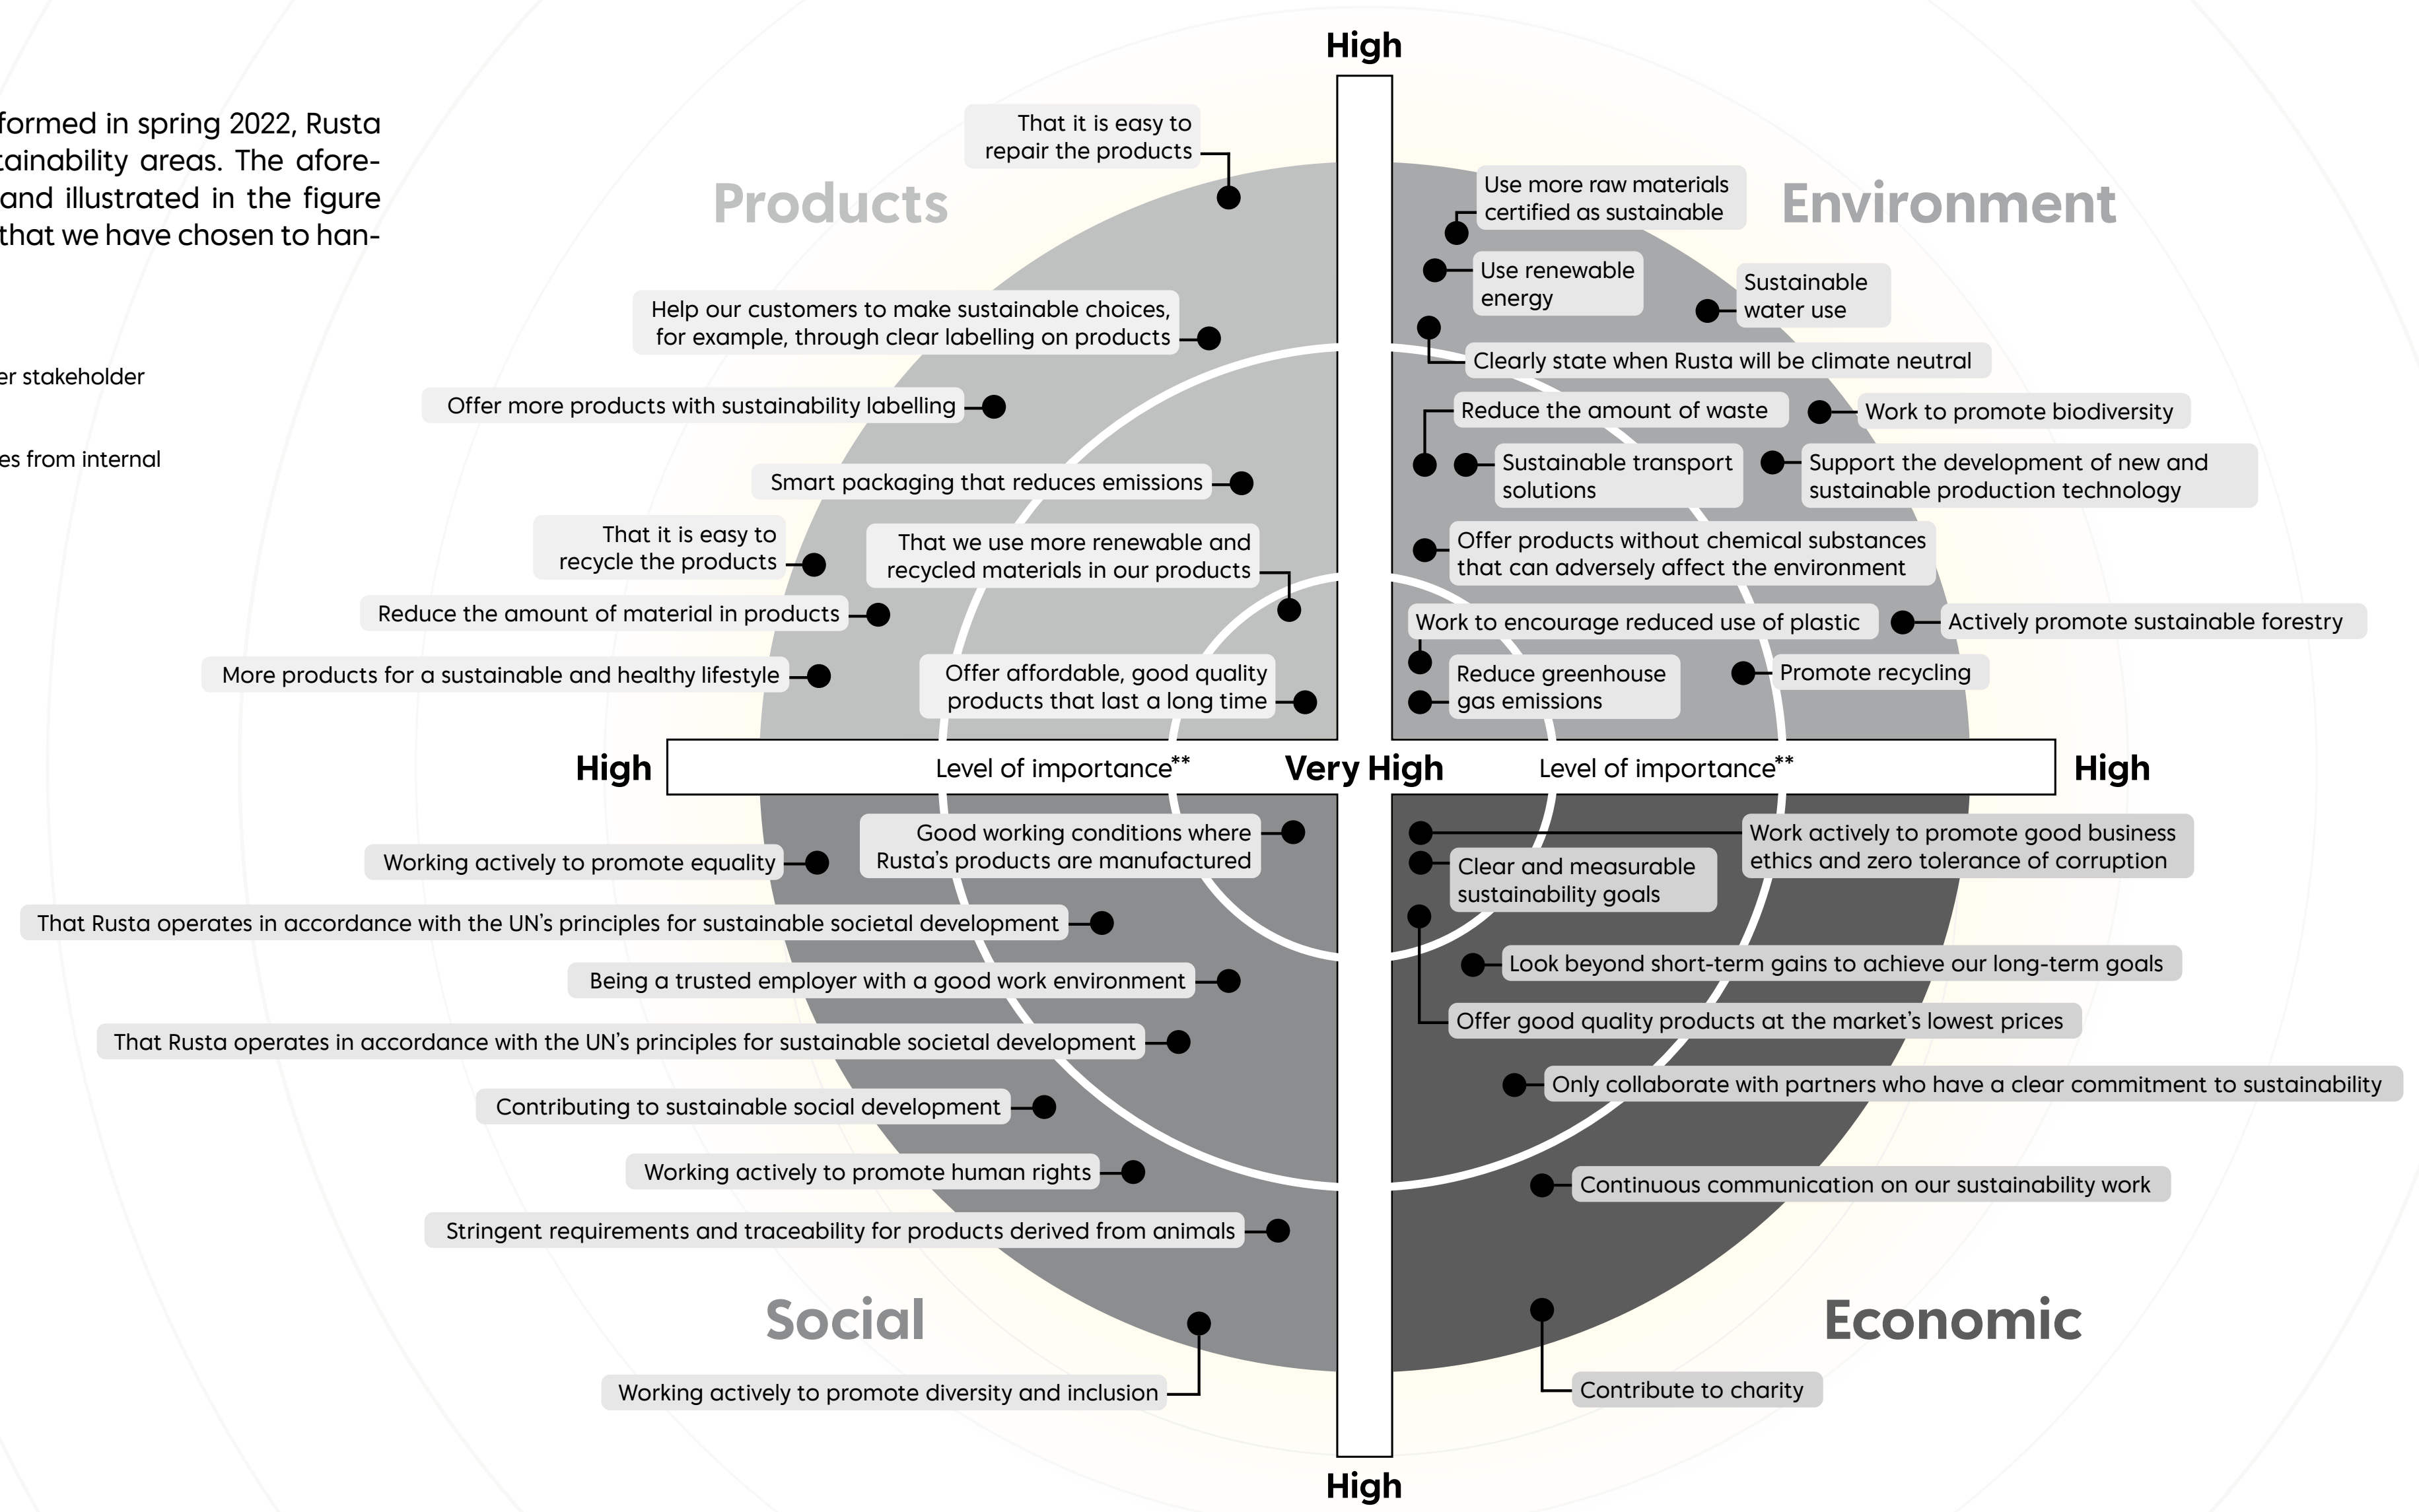 formed in spring 2022, Rusta
tainability areas. The afore-
and illustrated in the figure
that we have chosen to han-
er stakeholder
es from internal
High
Products
That it is easy to
repair the products
Help our customers to make sustainable choices,
for example, through clear labelling on products
Offer more products with sustainability labelling
Smart packaging that reduces emissions
That it is easy to
recycle the products
That we use more renewable and
recycled materials in our products
Reduce the amount of material in products
More products for a sustainable and healthy lifestyle
Offer affordable, good quality
products that last a long time
Environment
Use more raw materials
certified as sustainable
Use renewable
energy
Sustainable
water use
Clearly state when Rusta will be climate neutral
Reduce the amount of waste
Work to promote biodiversity
Sustainable transport
solutions
Support the development of new and
sustainable production technology
Offer products without chemical substances
that can adversely affect the environment
Work to encourage reduced use of plastic
Actively promote sustainable forestry
Reduce greenhouse
gas emissions
Promote recycling
High
Level of importance**
Very High
Level of importance**
High
Good working conditions where
Rusta's products are manufactured
Working actively to promote equality
That Rusta operates in accordance with the UN's principles for sustainable societal development
Being a trusted employer with a good work environment
That Rusta operates in accordance with the UN's principles for sustainable societal development
Contributing to sustainable social development
Working actively to promote human rights
Stringent requirements and traceability for products derived from animals
Social
Working actively to promote diversity and inclusion
Work actively to promote good business
ethics and zero tolerance of corruption
Clear and measurable
sustainability goals
Look beyond short-term gains to achieve our long-term goals
Offer good quality products at the market's lowest prices
Only collaborate with partners who have a clear commitment to sustainability
Continuous communication on our sustainability work
Economic
Contribute to charity
High